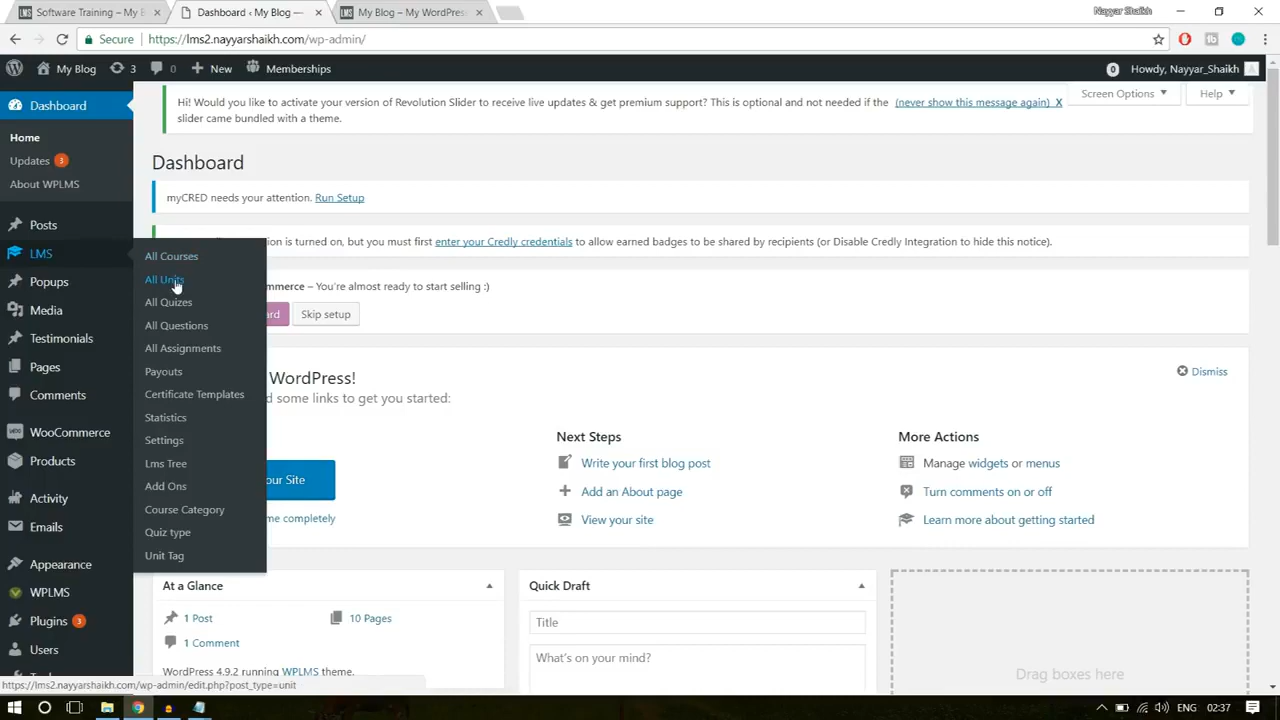 Software Training – My B
Dashboard ‹ My Blog —
My Blog – My WordPress
Nayyar Shaikh
Secure
https://lms2.nayyarshaikh.com/wp-admin/
My Blog 3 0 New Memberships
0 Howdy, Nayyar_Shaikh
Dashboard
Home
Updates 3
About WPLMS
Posts
LMS
Popups
Media
Testimonials
Pages
Comments
WooCommerce
Products
Activity
Emails
Appearance
WPLMS
Plugins 3
Users
All Courses
All Units
All Quizes
All Questions
All Assignments
Payouts
Certificate Templates
Statistics
Settings
Lms Tree
Add Ons
Course Category
Quiz type
Unit Tag
Hi! Would you like to activate your version of Revolution Slider to receive live updates & get premium support? This is optional and not needed if the
slider came bundled with a theme.
(never show this message again) X
Screen Options
Help
Dashboard
myCRED needs your attention. Run Setup
is turned on, but you must first enter your Credly credentials to allow earned badges to be shared by recipients (or Disable Credly Integration to hide this notice).
mmerce – You're almost ready to start selling :)
Skip setup
WordPress!
some links to get you started:
Dismiss
our Site
me completely
Next Steps
Write your first blog post
Add an About page
View your site
More Actions
Manage widgets or menus
Turn comments on or off
Learn more about getting started
At a Glance
1 Post
10 Pages
1 Comment
WordPress 4.9.2 running WPLMS theme.
Quick Draft
Title
What's on your mind?
Drag boxes here
https://lms2.nayyarshaikh.com/wp-admin/edit.php?post_type=unit
ENG
02:37